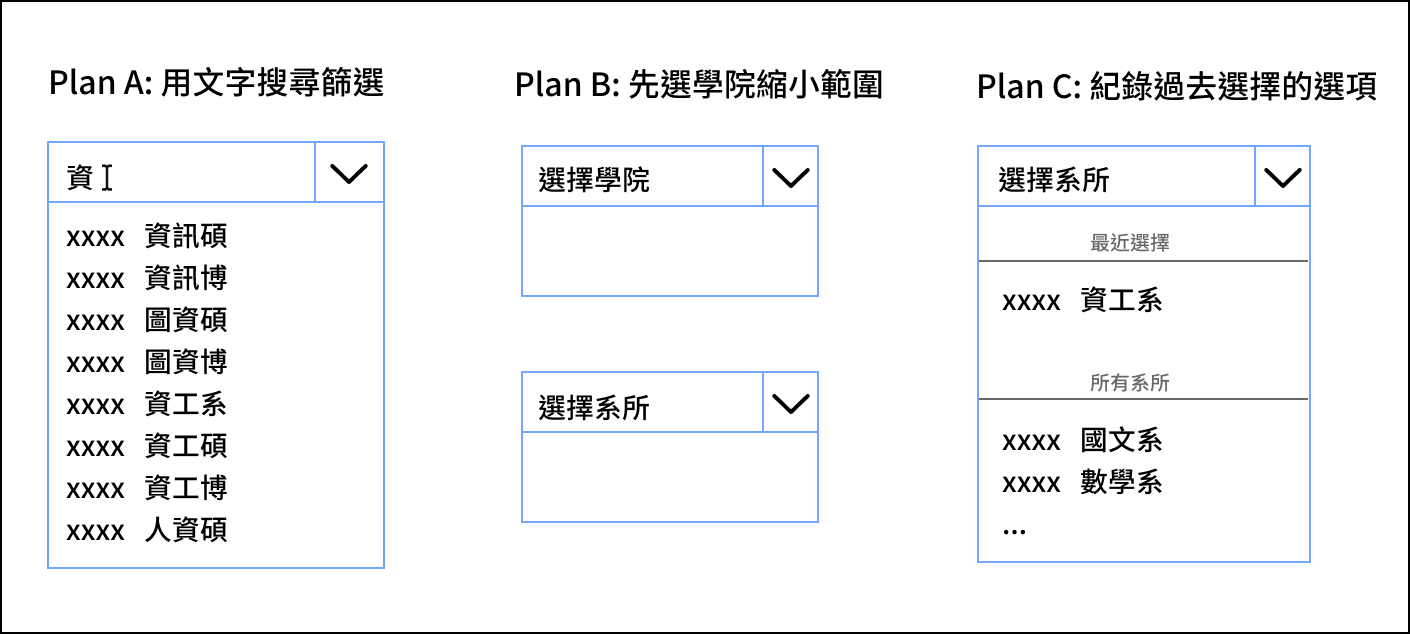 Plan A: 用文字搜尋篩選
資
xxxx 資訊碩
xxxx 資訊博
xxxx 圖資碩
xxxx 圖資博
xxxx 資工系
xxxx 資工碩
xxxx 資工博
xxxx 人資碩
Plan B: 先選學院縮小範圍
選擇學院
選擇系所
Plan C: 紀錄過去選擇的選項
選擇系所
最近選擇
xxxx 資工系
所有系所
xxxx 國文系
xxxx 數學系
...